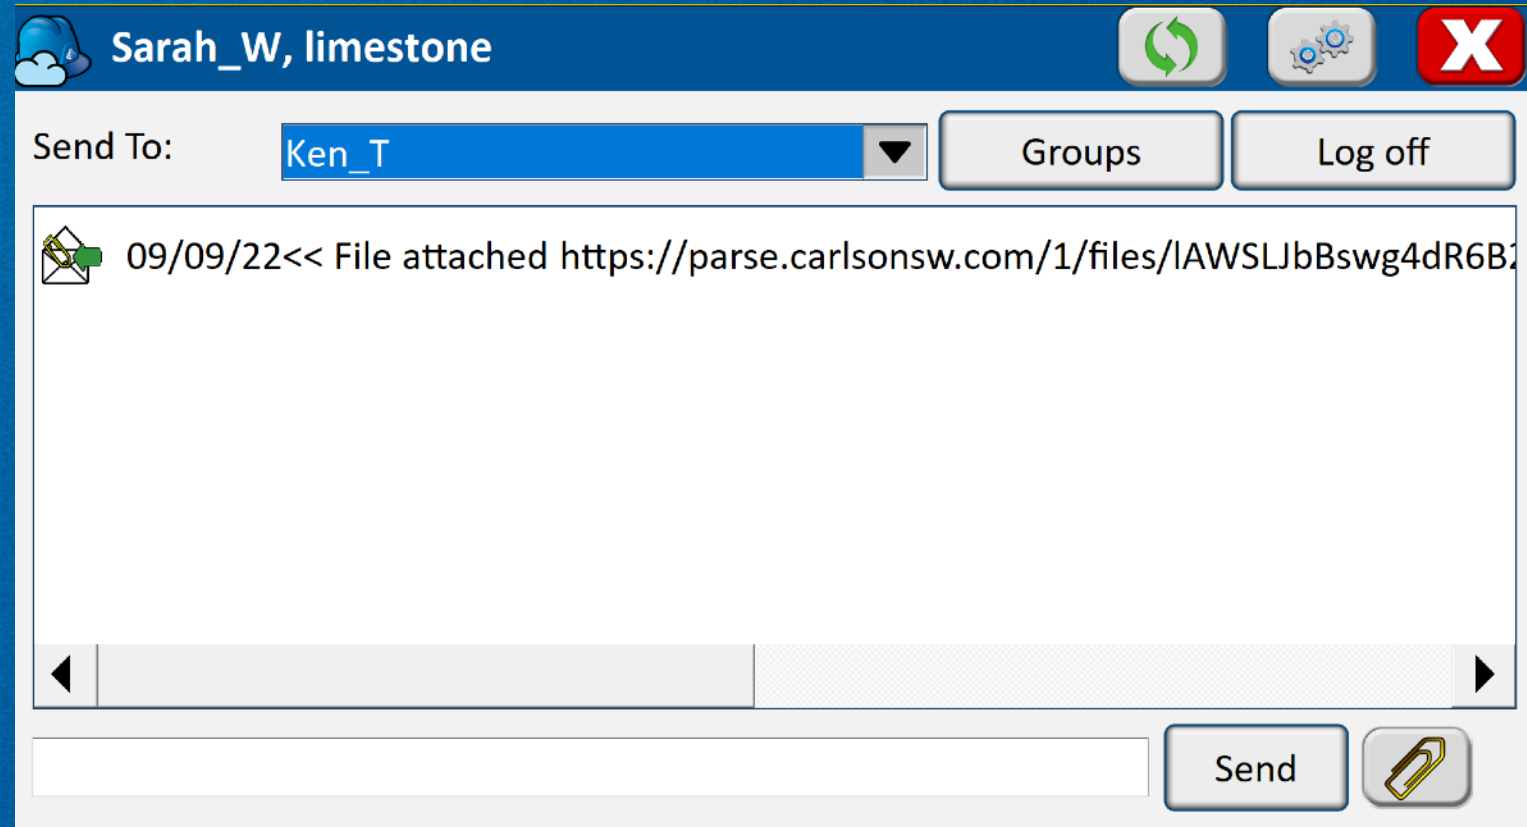 Sarah_W, limestone
Send To:
Ken_T
Groups
Log off
09/09/22<< File attached https://parse.carlsonsw.com/1/files/lAWSLJbBswg4dR6B
Send